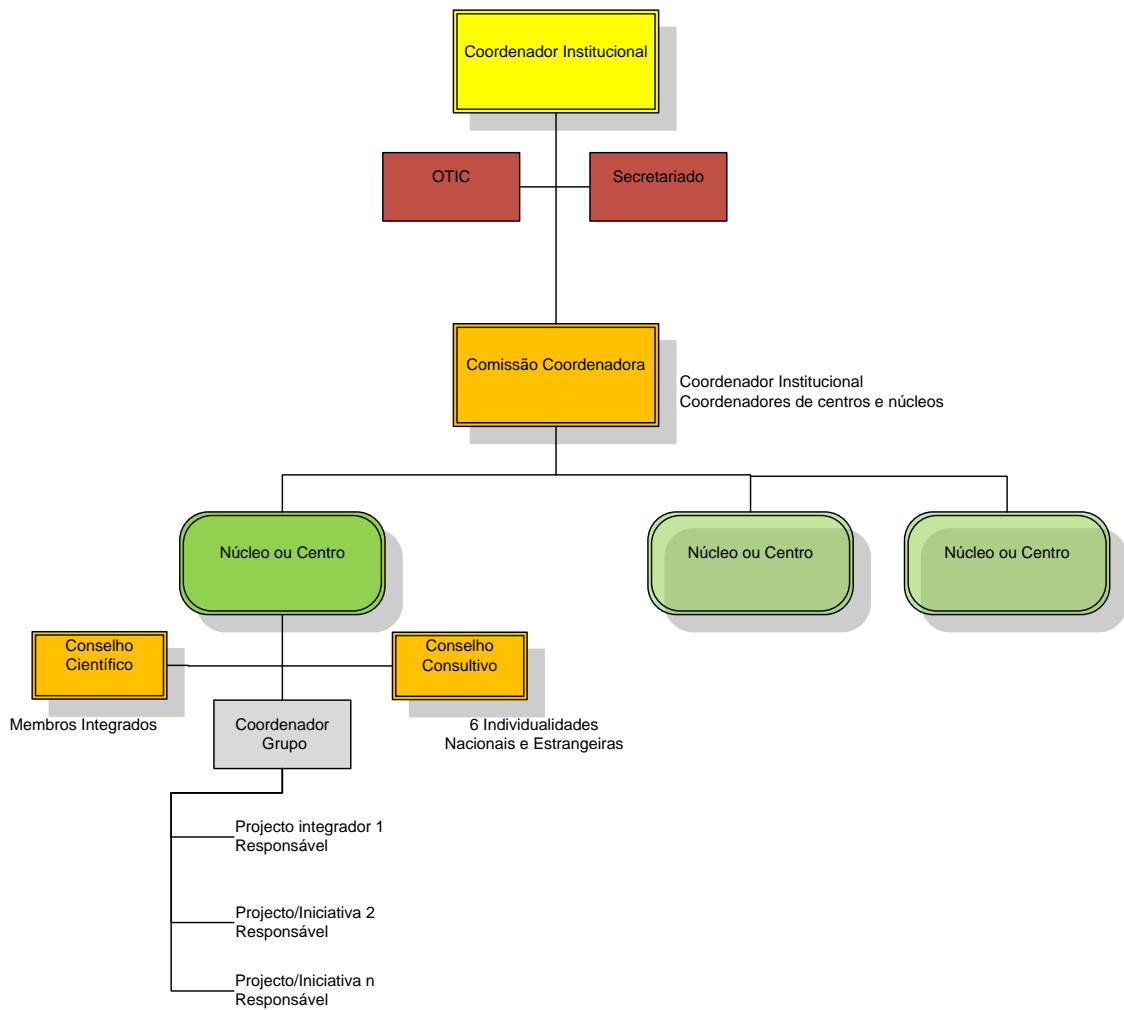 Coordenador Institucional
OTIC
Secretariado
Comissão Coordenadora
Coordenador Institucional
Coordenadores de centros e núcleos
Núcleo ou Centro
Núcleo ou Centro
Núcleo ou Centro
Conselho
Científico
Conselho
Consultivo
Membros Integrados
Coordenador
Grupo
6 Individualidades
Nacionais e Estrangeiras
Projecto integrador 1
Responsável
Projecto/Iniciativa 2
Responsável
Projecto/Iniciativa n
Responsável